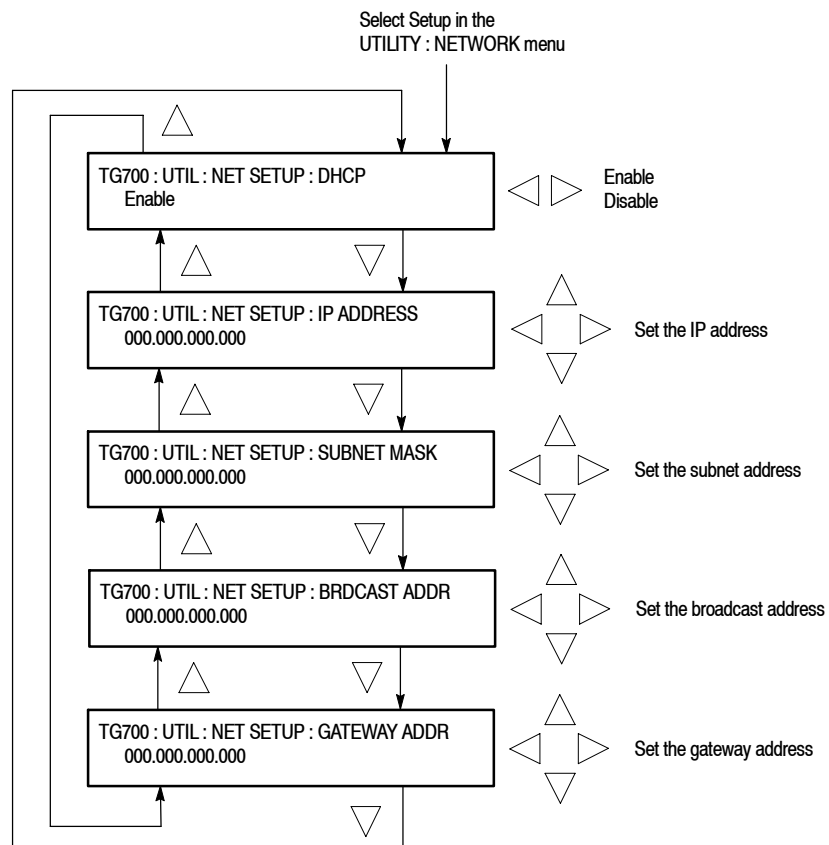 Select Setup in the
UTILITY : NETWORK menu
TG700 : UTIL : NET SETUP : DHCP
Enable
Enable
Disable
TG700 : UTIL : NET SETUP : IP ADDRESS
000.000.000.000
Set the IP address
TG700 : UTIL : NET SETUP : SUBNET MASK
000.000.000.000
Set the subnet address
TG700 : UTIL : NET SETUP : BRDCAST ADDR
000.000.000.000
Set the broadcast address
TG700 : UTIL : NET SETUP : GATEWAY ADDR
000.000.000.000
Set the gateway address